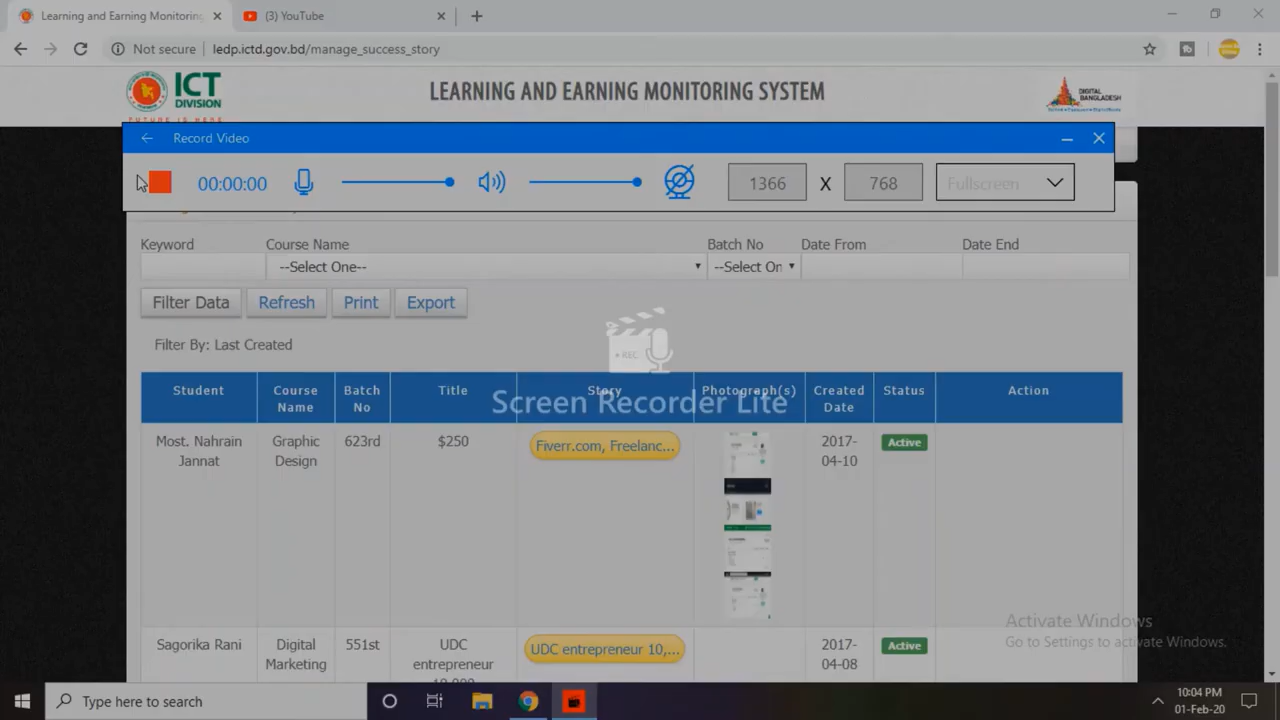 Learning and Earning Monitoring
(3) YouTube
Not secure
ledp.ictd.gov.bd/manage_success_story
ICT
DIVISION
FUTURE IS HERE
LEARNING AND EARNING MONITORING SYSTEM
DIGITAL
BANGLADESH
Record Video
00:00:00
1366
X
768
Fullscreen
Keyword
Course Name
Batch No
Date From
Date End
--Select One--
--Select On
Filter Data
Refresh
Print
Export
Filter By: Last Created
REC
Screen Recorder Lite
Student
Course
Name
Batch
No
Title
Story
Photograph(s)
Created
Date
Status
Action
Most. Nahrain
Jannat
Graphic
Design
623rd
$250
Fiverr.com, Freelanc...
2017-
04-10
Active
Sagorika Rani
Digital
Marketing
551st
UDC
entrepreneur
UDC entrepreneur 10,...
2017-
04-08
Active
Activate Windows
Go to Settings to activate Windows.
Type here to search
10:04 PM
01-Feb-20